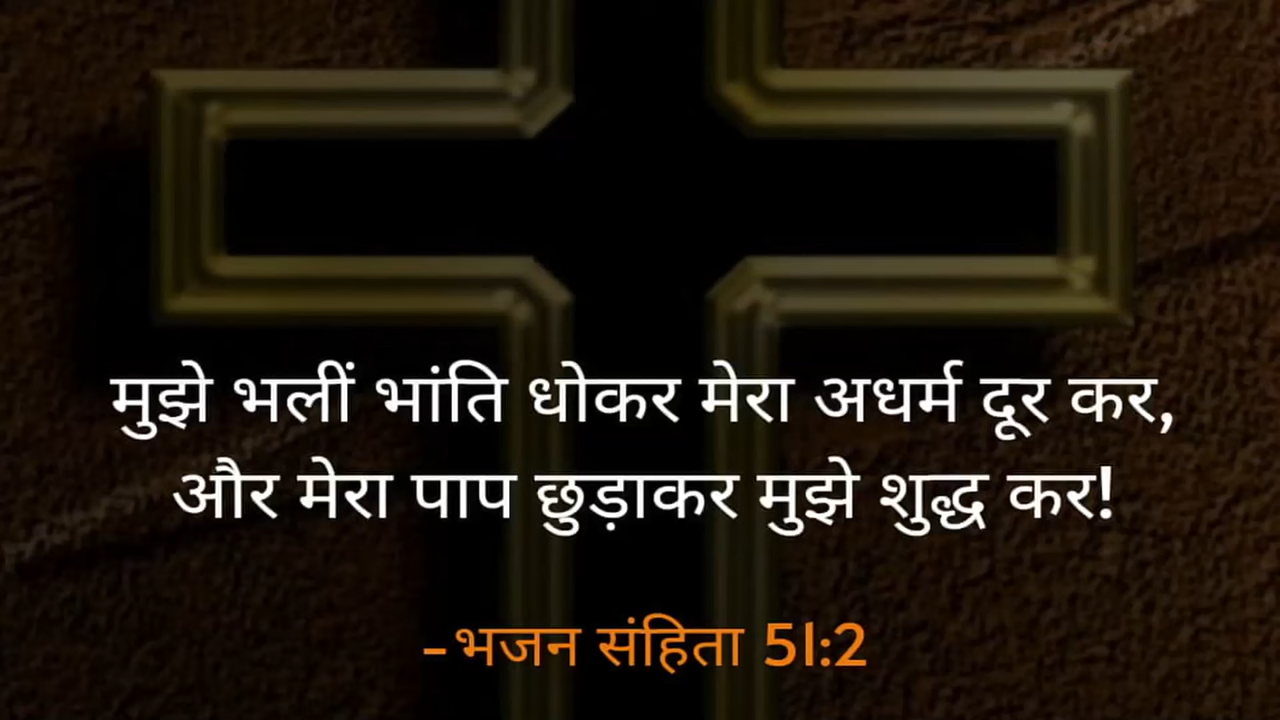 मुझे भलीं भांति धोकर मेरा अधर्म दूर कर,
और मेरा पाप छुड़ाकर मुझे शुद्ध कर!
-भजन संहिता 51:2